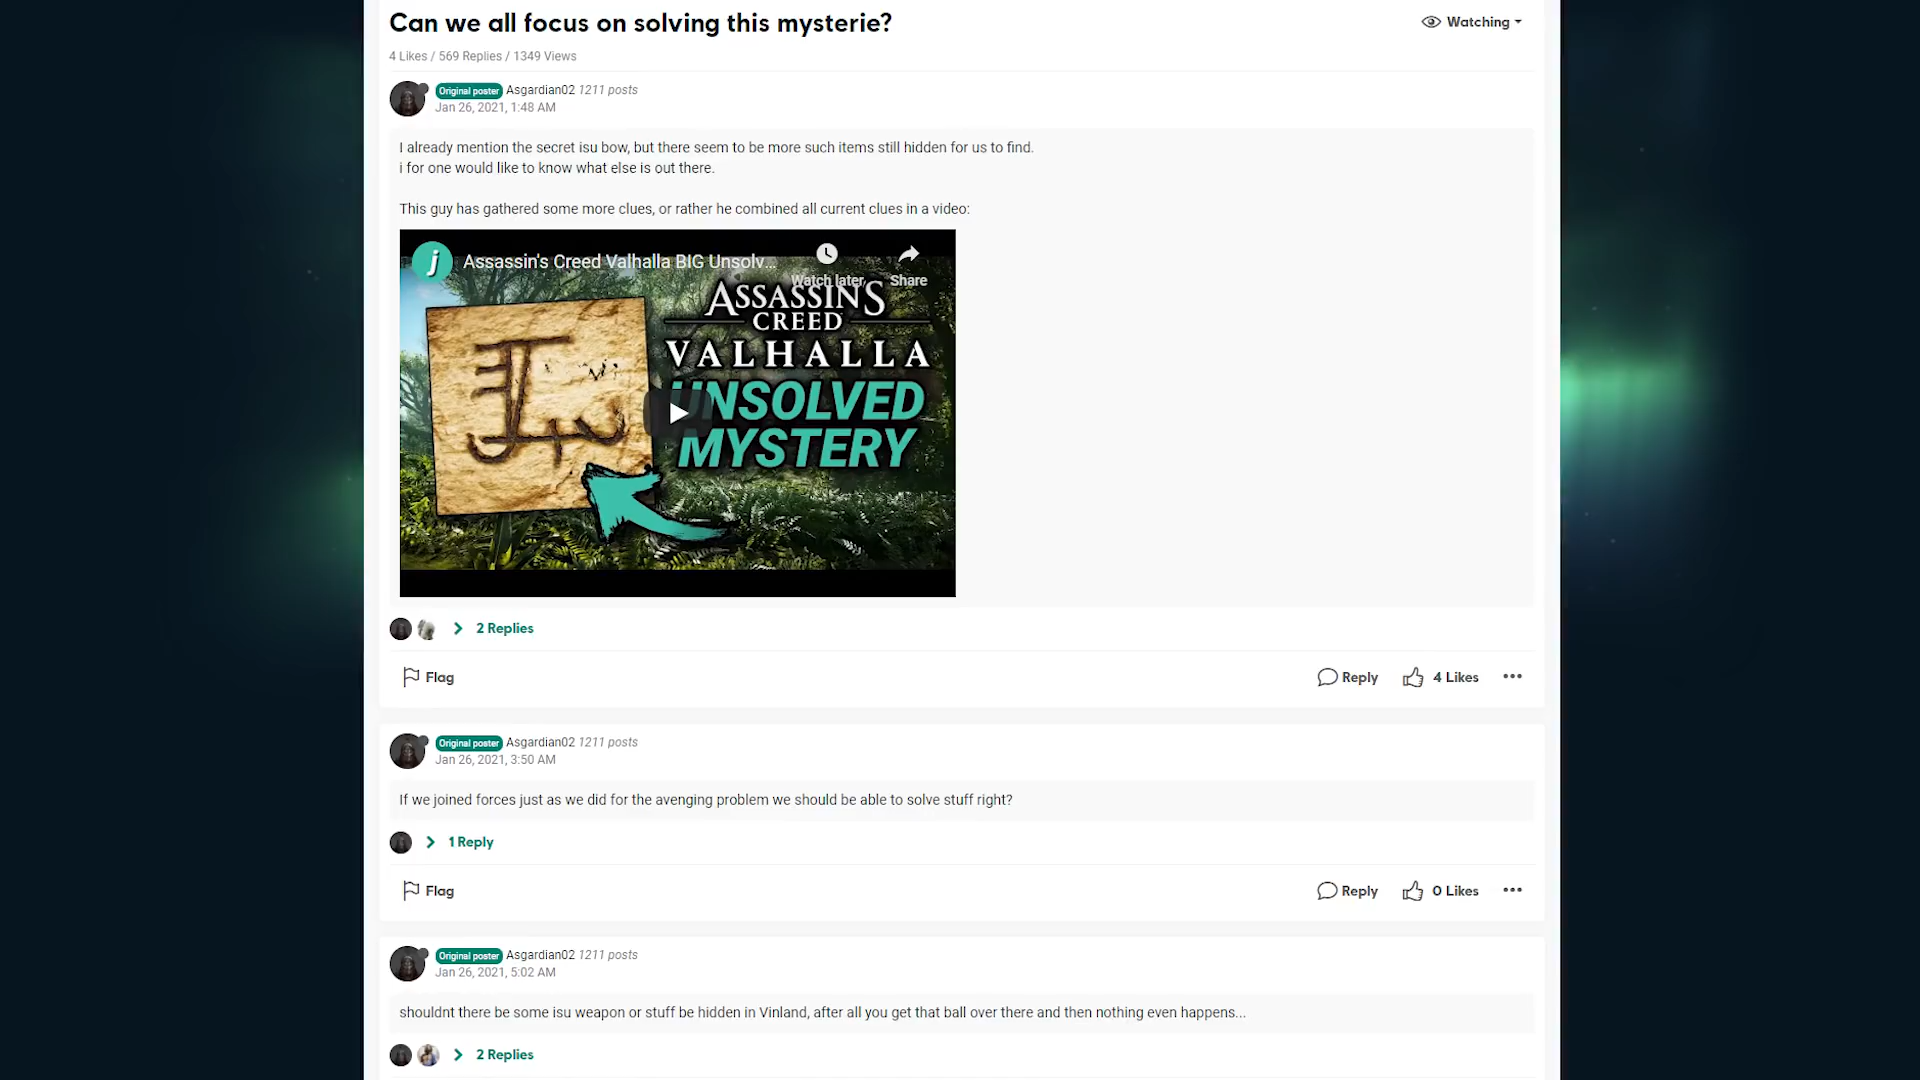 Can we all focus on solving this mysterie?
Watching
4 Likes / 569 Replies / 1349 Views
Original poster Asgardian02 1211 posts
Jan 26, 2021, 1:48 AM
I already mention the secret isu bow, but there seem to be more such items still hidden for us to find.
i for one would like to know what else is out there.
This guy has gathered some more clues, or rather he combined all current clues in a video:
j Assassin's Creed Valhalla BIG Unsolv...
Watch later
Share
ASSASSIN'S
CREED
VALHALLA
UNSOLVED
MYSTERY
2 Replies
Flag
Reply
4 Likes
Original poster Asgardian02 1211 posts
Jan 26, 2021, 3:50 AM
If we joined forces just as we did for the avenging problem we should be able to solve stuff right?
1 Reply
Flag
Reply
0 Likes
Original poster Asgardian02 1211 posts
Jan 26, 2021, 5:02 AM
shouldnt there be some isu weapon or stuff be hidden in Vinland, after all you get that ball over there and then nothing even happens...
2 Replies